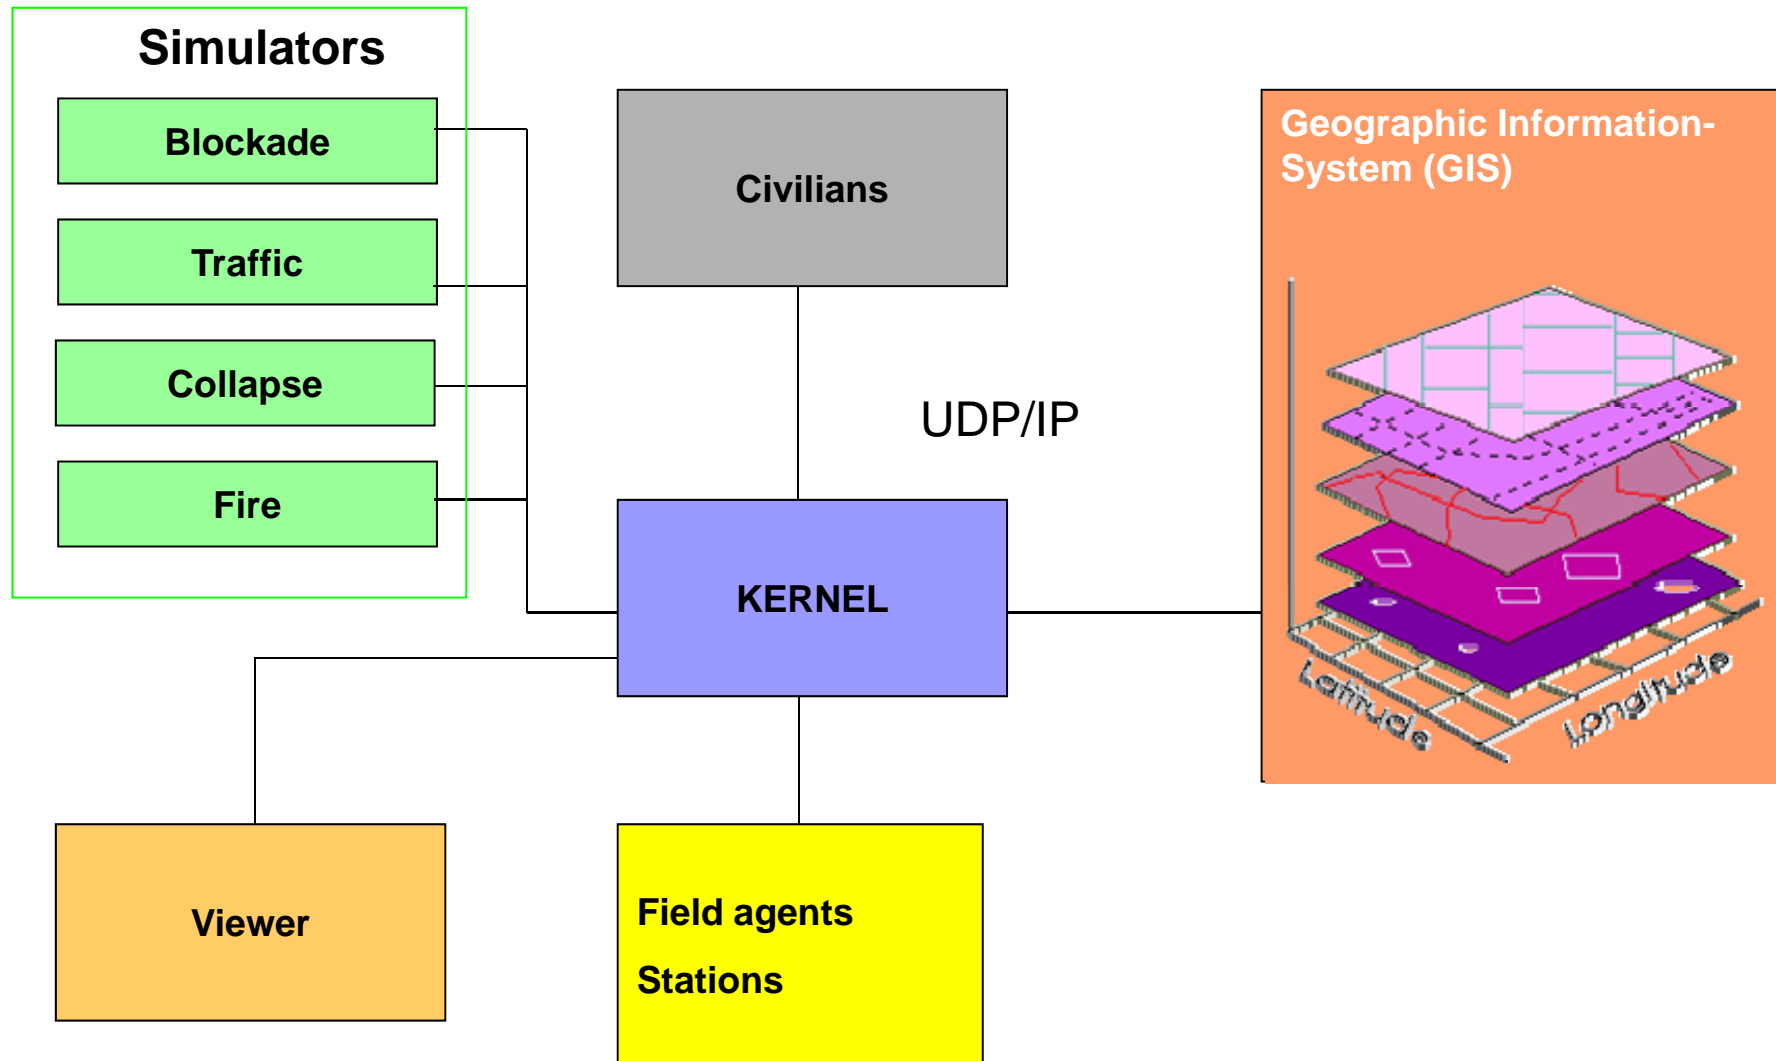 Simulators
Blockade
Traffic
Collapse
Fire
Civilians
UDP/IP
KERNEL
Geographic Information-
System (GIS)
Latitude
Longitude
Viewer
Field agents
Stations